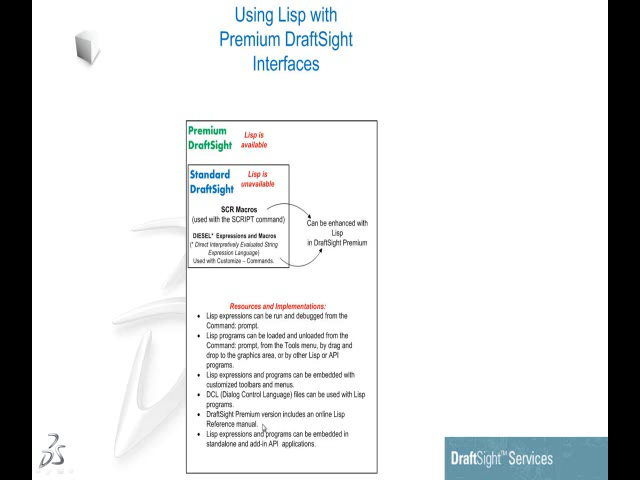 Using Lisp with
Premium DraftSight
Interfaces
Premium
DraftSight
Lisp is
available
Standard
DraftSight
Lisp is
unavailable
SCR Macros
(used with the SCRIPT command)
DIESEL* Expressions and Macros
(* Direct Interpretively Evaluated String
Expression Language)
Used with Customize – Commands.
Can be enhanced with
Lisp
in DraftSight Premium
Resources and Implementations:
• Lisp expressions can be run and debugged from the
Command: prompt.
• Lisp programs can be loaded and unloaded from the
Command: prompt, from the Tools menu, by drag and
drop to the graphics area, or by other Lisp or API
programs.
• Lisp expressions and programs can be embedded with
customized toolbars and menus.
• DCL (Dialog Control Language) files can be used with Lisp
programs.
• DraftSight Premium version includes an online Lisp
Reference manual.
• Lisp expressions and programs can be embedded in
standalone and add-in API applications.
DraftSight™ Services